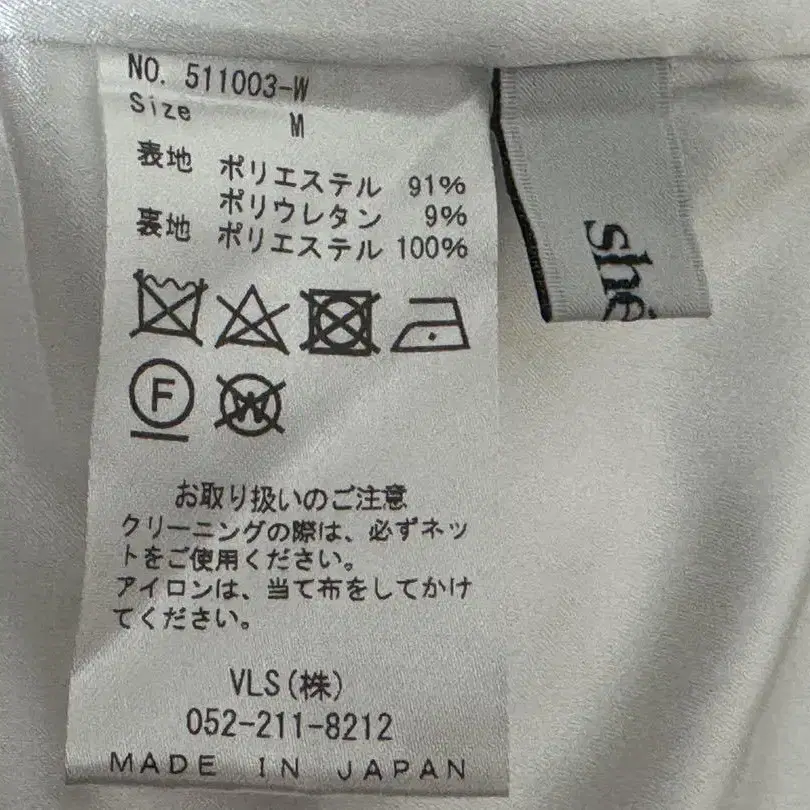 NO. 511003-W
Size M
表地 ポリエステル 91%
ポリウレタン 9%
裏地 ポリエステル 100%
F
W
お取り扱いのご注意
クリーニングの際は、必ずネッ
トをご使用ください。
アイロンは、当て布をしてかけ
てください。
VLS(株)
052-211-8212
MADE IN JAPAN